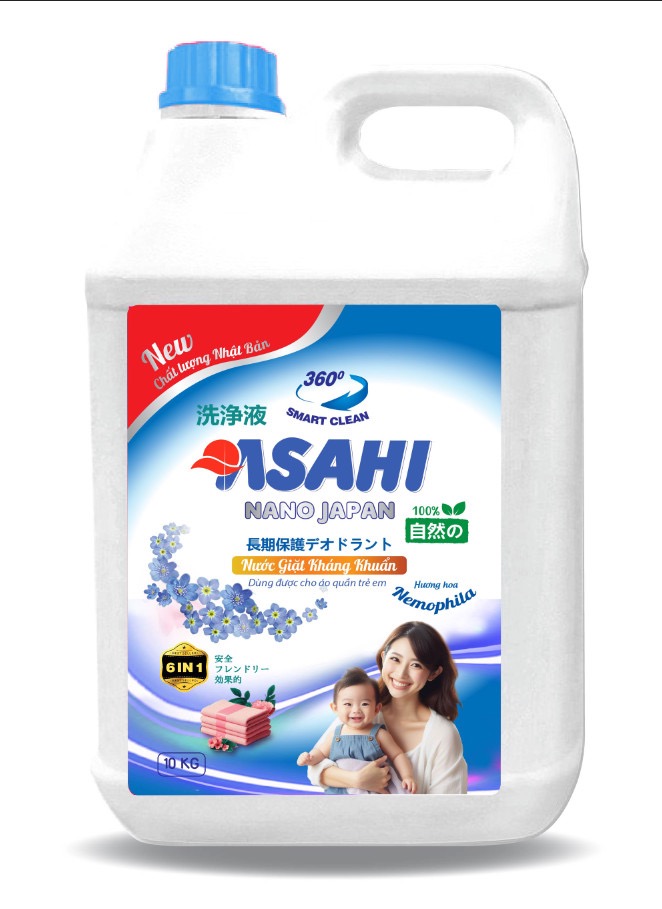 New
Chất lượng Nhật Bản
360⁰
SMART CLEAN
洗浄液
ASAHI
NANO JAPAN
100%
自然の
長期保護デオドラント
Nước Giặt Kháng Khuẩn
Dùng được cho áo quần trẻ em
Hương hoa
Nemophila
6 IN 1
安全
フレンドリー
効果的
10 KG